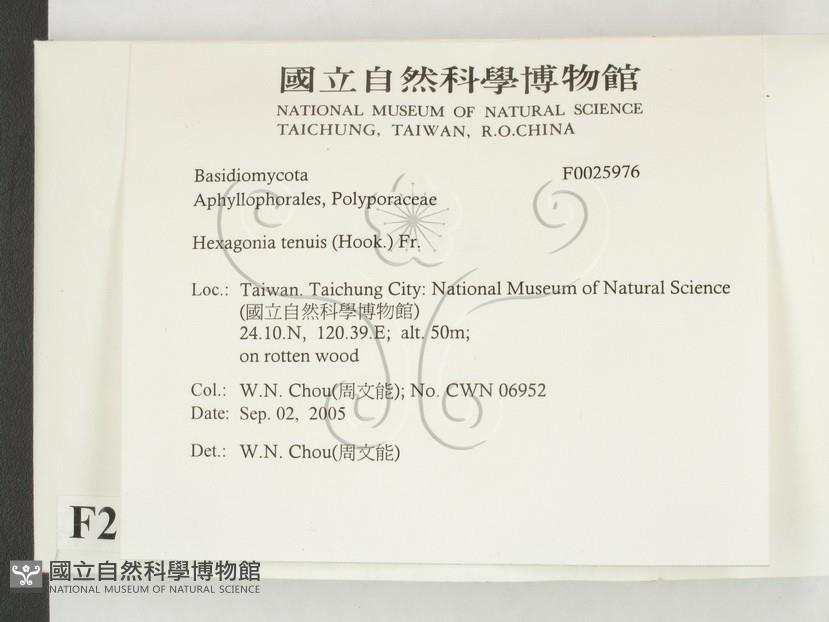 國立自然科學博物館
NATIONAL MUSEUM OF NATURAL SCIENCE
TAICHUNG, TAIWAN, R.O.CHINA
Basidiomycota F0025976
Aphyllophorales, Polyporaceae
Hexagonia tenuis (Hook.) Fr.
Loc.: Taiwan. Taichung City: National Museum of Natural Science
(國立自然科學博物館)
24.10.N, 120.39.E; alt. 50m;
on rotten wood
Col.: W.N. Chou(周文能); No. CWN 06952
Date: Sep. 02, 2005
Det.: W.N. Chou(周文能)
F2
國立自然科學博物館
NATIONAL MUSEUM OF NATURAL SCIENCE